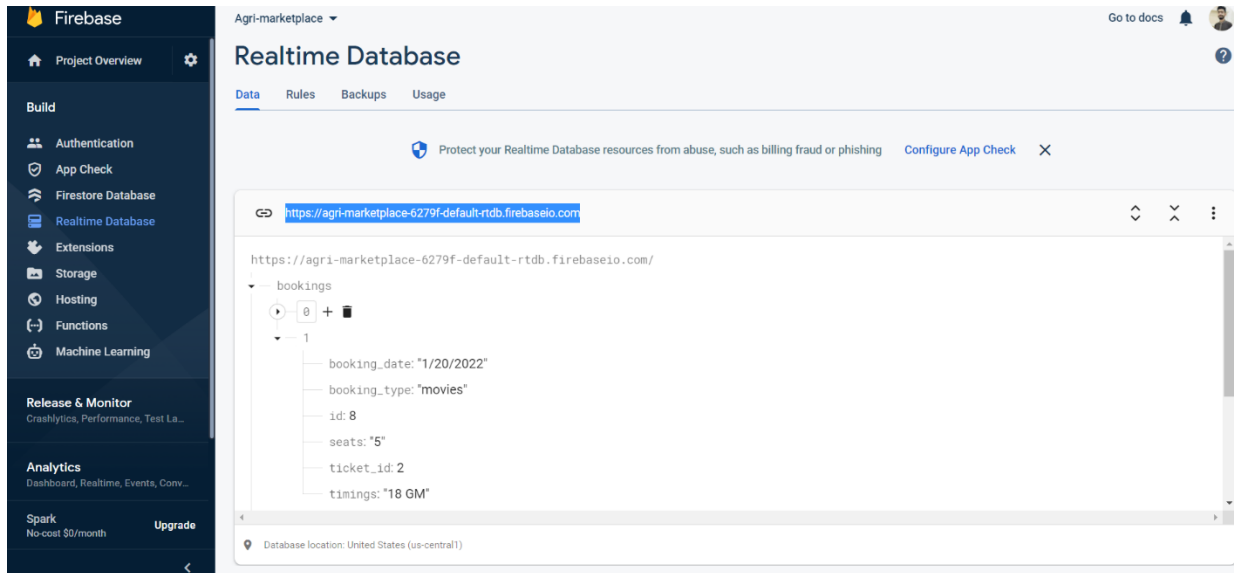 Firebase
Project Overview
Build
Authentication
App Check
Firestore Database
Realtime Database
Extensions
Storage
Hosting
Functions
Machine Learning
Release & Monitor
Crashlytics, Performance, Test La...
Analytics
Dashboard, Realtime, Events, Conv...
Spark
No-cost $0/month
Upgrade
Agri-marketplace
Go to docs
Realtime Database
Data Rules Backups Usage
Protect your Realtime Database resources from abuse, such as billing fraud or phishing Configure App Check
https://agri-marketplace-6279f-default-rtdb.firebaseio.com
https://agri-marketplace-6279f-default-rtdb.firebaseio.com/
bookings
0
1
booking_date: "1/20/2022"
booking_type: "movies"
id: 8
seats: "5"
ticket_id: 2
timings: "18 GM"
Database location: United States (us-central1)